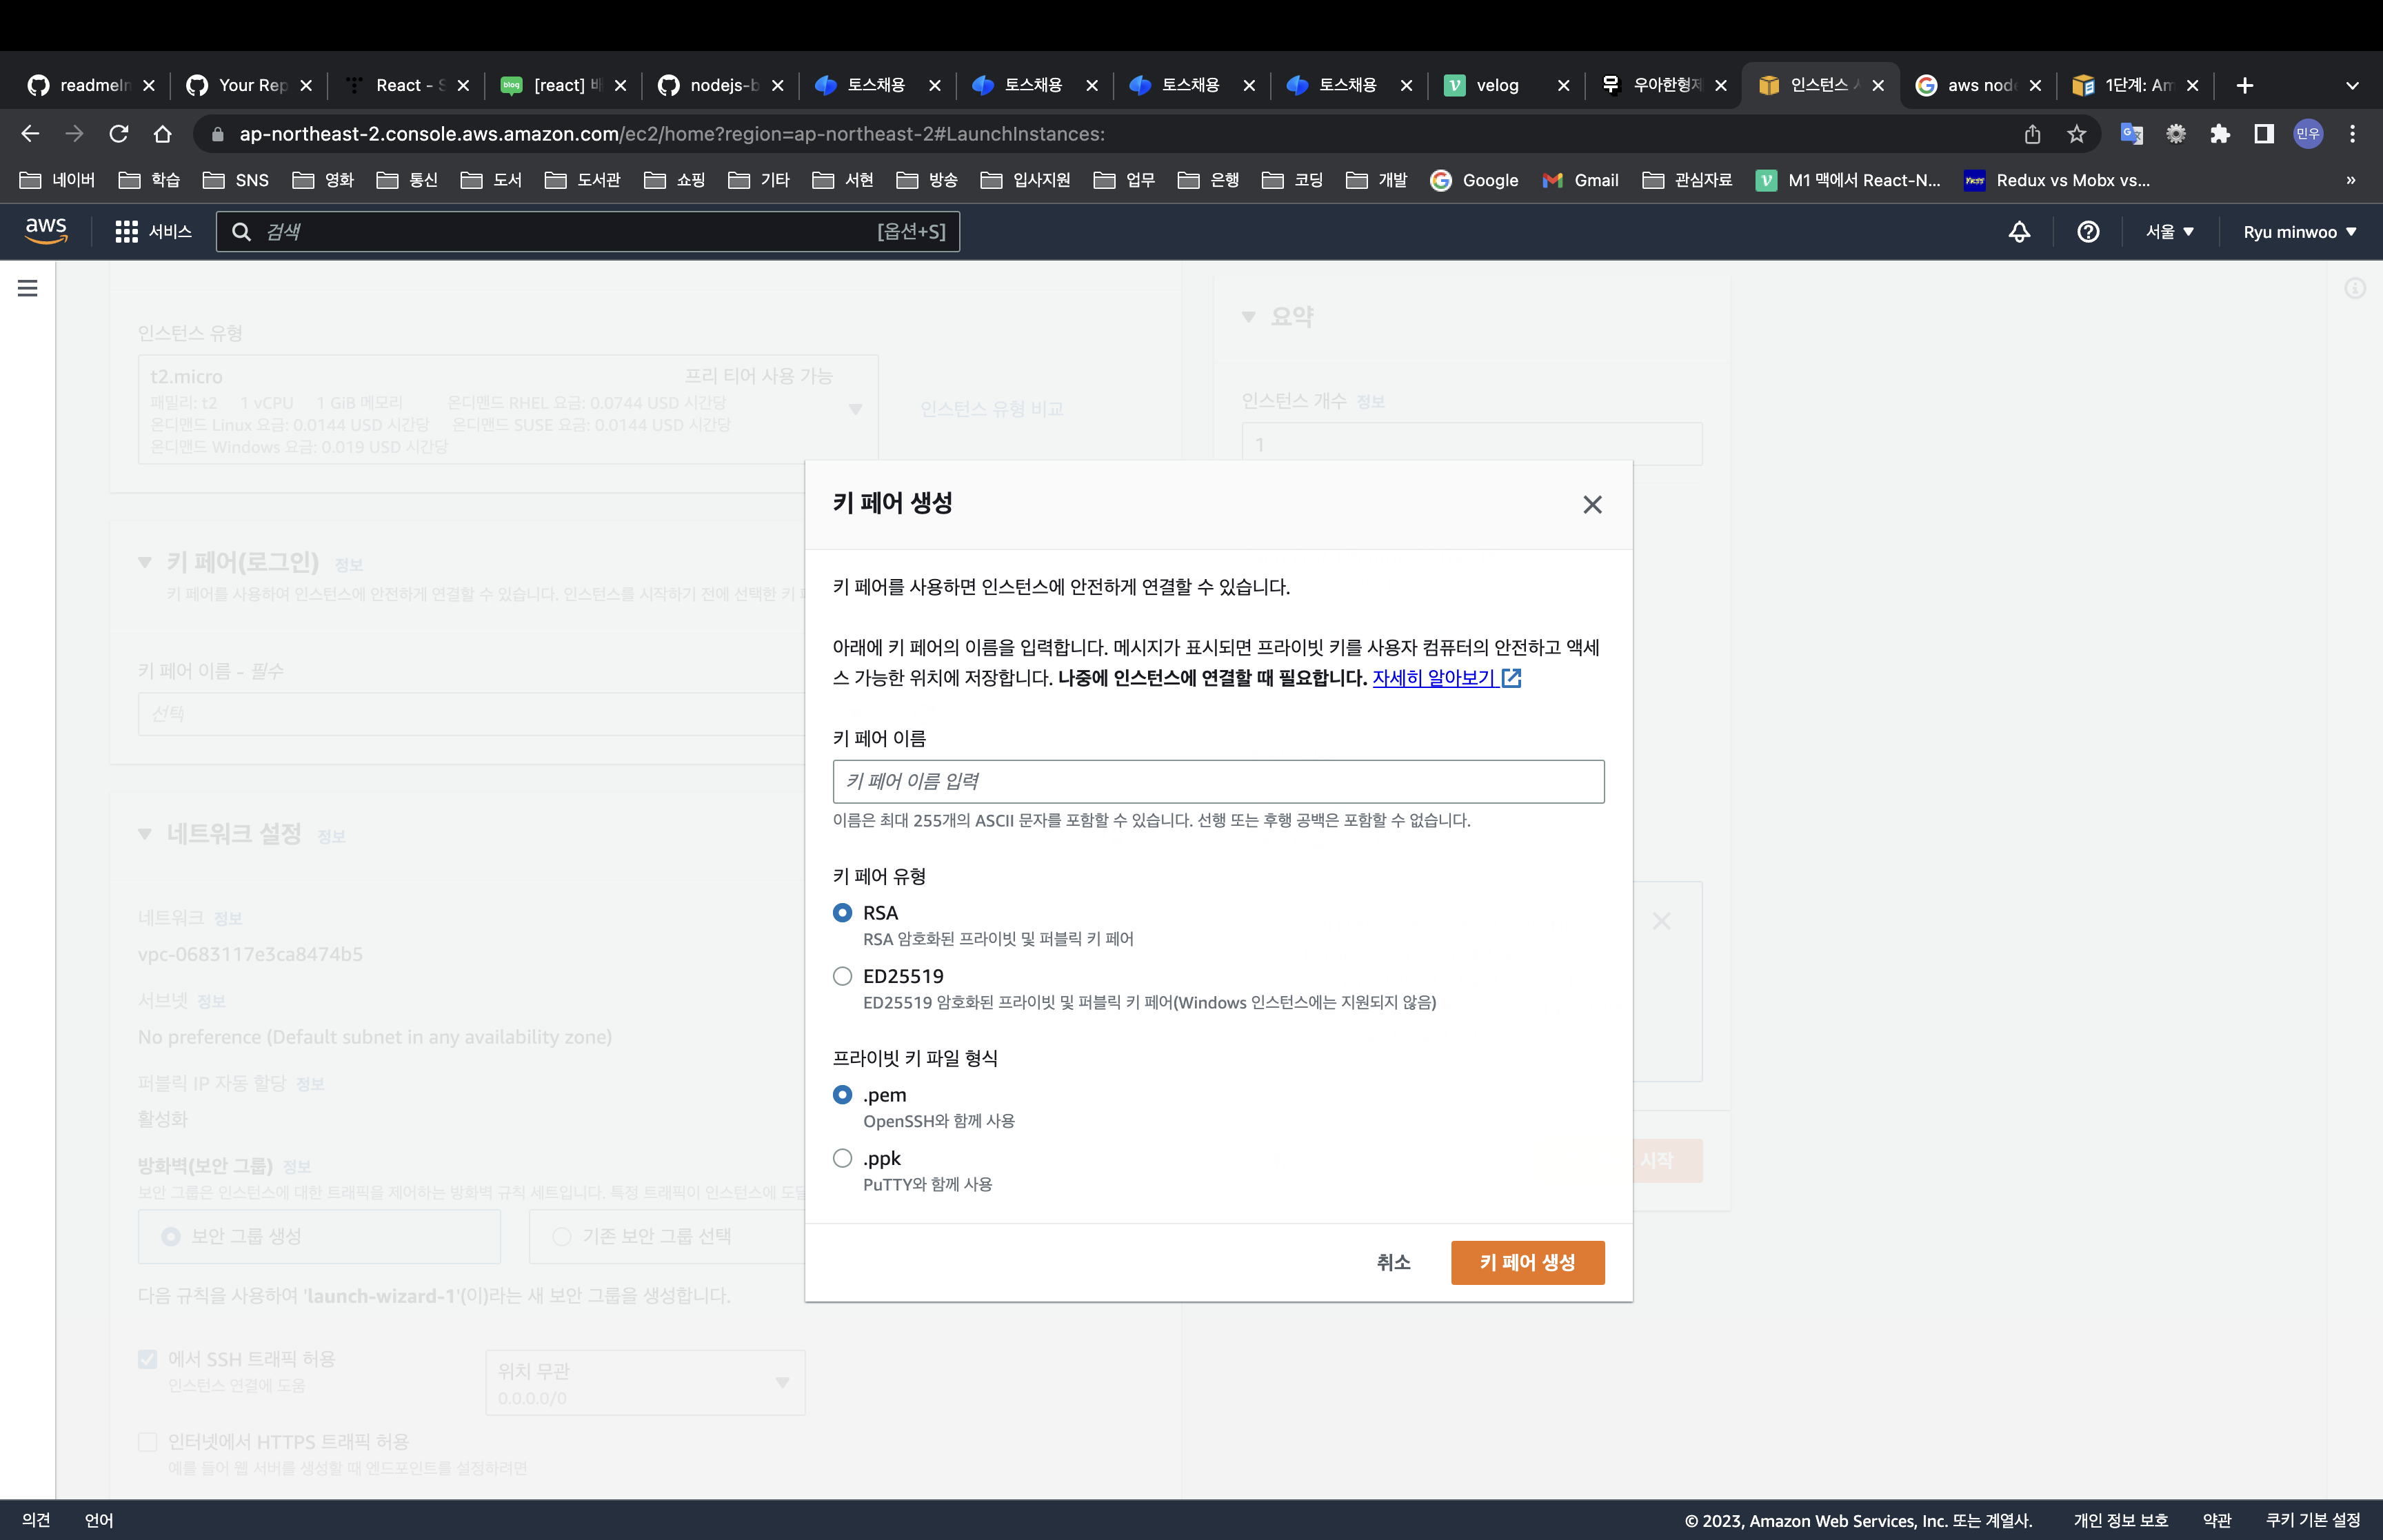 readmeIn
Your Rep
React - S
blog
[react] 배
nodejs-b
토스채용
토스채용
토스채용
토스채용
velog
우아한형제
인스턴스 시
aws node
1단계: Am
ap-northeast-2.console.aws.amazon.com/ec2/home?region=ap-northeast-2#LaunchInstances:
민우
네이버 학습 SNS 영화 통신 도서 도서관 쇼핑 기타 서현 방송 입사지원 업무 은행 코딩 개발 Google Gmail 관심자료 M1 맥에서 React-N... Redux vs Mobx vs... »
aws 서비스 검색 [옵션+S] 서울 Ryu minwoo
인스턴스 유형
t2.micro 프리 티어 사용 가능
패밀리: t2 1 vCPU 1 GiB 메모리 온디맨드 RHEL 요금: 0.0744 USD 시간당
온디맨드 Linux 요금: 0.0144 USD 시간당 온디맨드 SUSE 요금: 0.0144 USD 시간당
온디맨드 Windows 요금: 0.019 USD 시간당
인스턴스 유형 비교
요약
인스턴스 개수 정보
1
키 페어(로그인) 정보
키 페어를 사용하여 인스턴스에 안전하게 연결할 수 있습니다. 인스턴스를 시작하기 전에 선택한 키
키 페어 이름 - 필수
선택
네트워크 설정 정보
네트워크 정보
vpc-0683117e3ca8474b5
서브넷 정보
No preference (Default subnet in any availability zone)
퍼블릭 IP 자동 할당 정보
활성화
방화벽(보안 그룹) 정보
보안 그룹은 인스턴스에 대한 트래픽을 제어하는 방화벽 규칙 세트입니다. 특정 트래픽이 인스턴스에 도달
보안 그룹 생성
기존 보안 그룹 선택
다음 규칙을 사용하여 'launch-wizard-1'(이)라는 새 보안 그룹을 생성합니다.
에서 SSH 트래픽 허용
인스턴스 연결에 도움
위치 무관
0.0.0.0/0
인터넷에서 HTTPS 트래픽 허용
예를 들어 웹 서버를 생성할 때 엔드포인트를 설정하려면
키 페어 생성
키 페어를 사용하면 인스턴스에 안전하게 연결할 수 있습니다.
아래에 키 페어의 이름을 입력합니다. 메시지가 표시되면 프라이빗 키를 사용자 컴퓨터의 안전하고 액세
스 가능한 위치에 저장합니다. 나중에 인스턴스에 연결할 때 필요합니다. 자세히 알아보기
키 페어 이름
키 페어 이름 입력
이름은 최대 255개의 ASCII 문자를 포함할 수 있습니다. 선행 또는 후행 공백은 포함할 수 없습니다.
키 페어 유형
RSA
RSA 암호화된 프라이빗 및 퍼블릭 키 페어
ED25519
ED25519 암호화된 프라이빗 및 퍼블릭 키 페어(Windows 인스턴스에는 지원되지 않음)
프라이빗 키 파일 형식
.pem
OpenSSH와 함께 사용
.ppk
PuTTY와 함께 사용
취소
키 페어 생성
시작
의견 언어 © 2023, Amazon Web Services, Inc. 또는 계열사. 개인 정보 보호 약관 쿠키 기본 설정